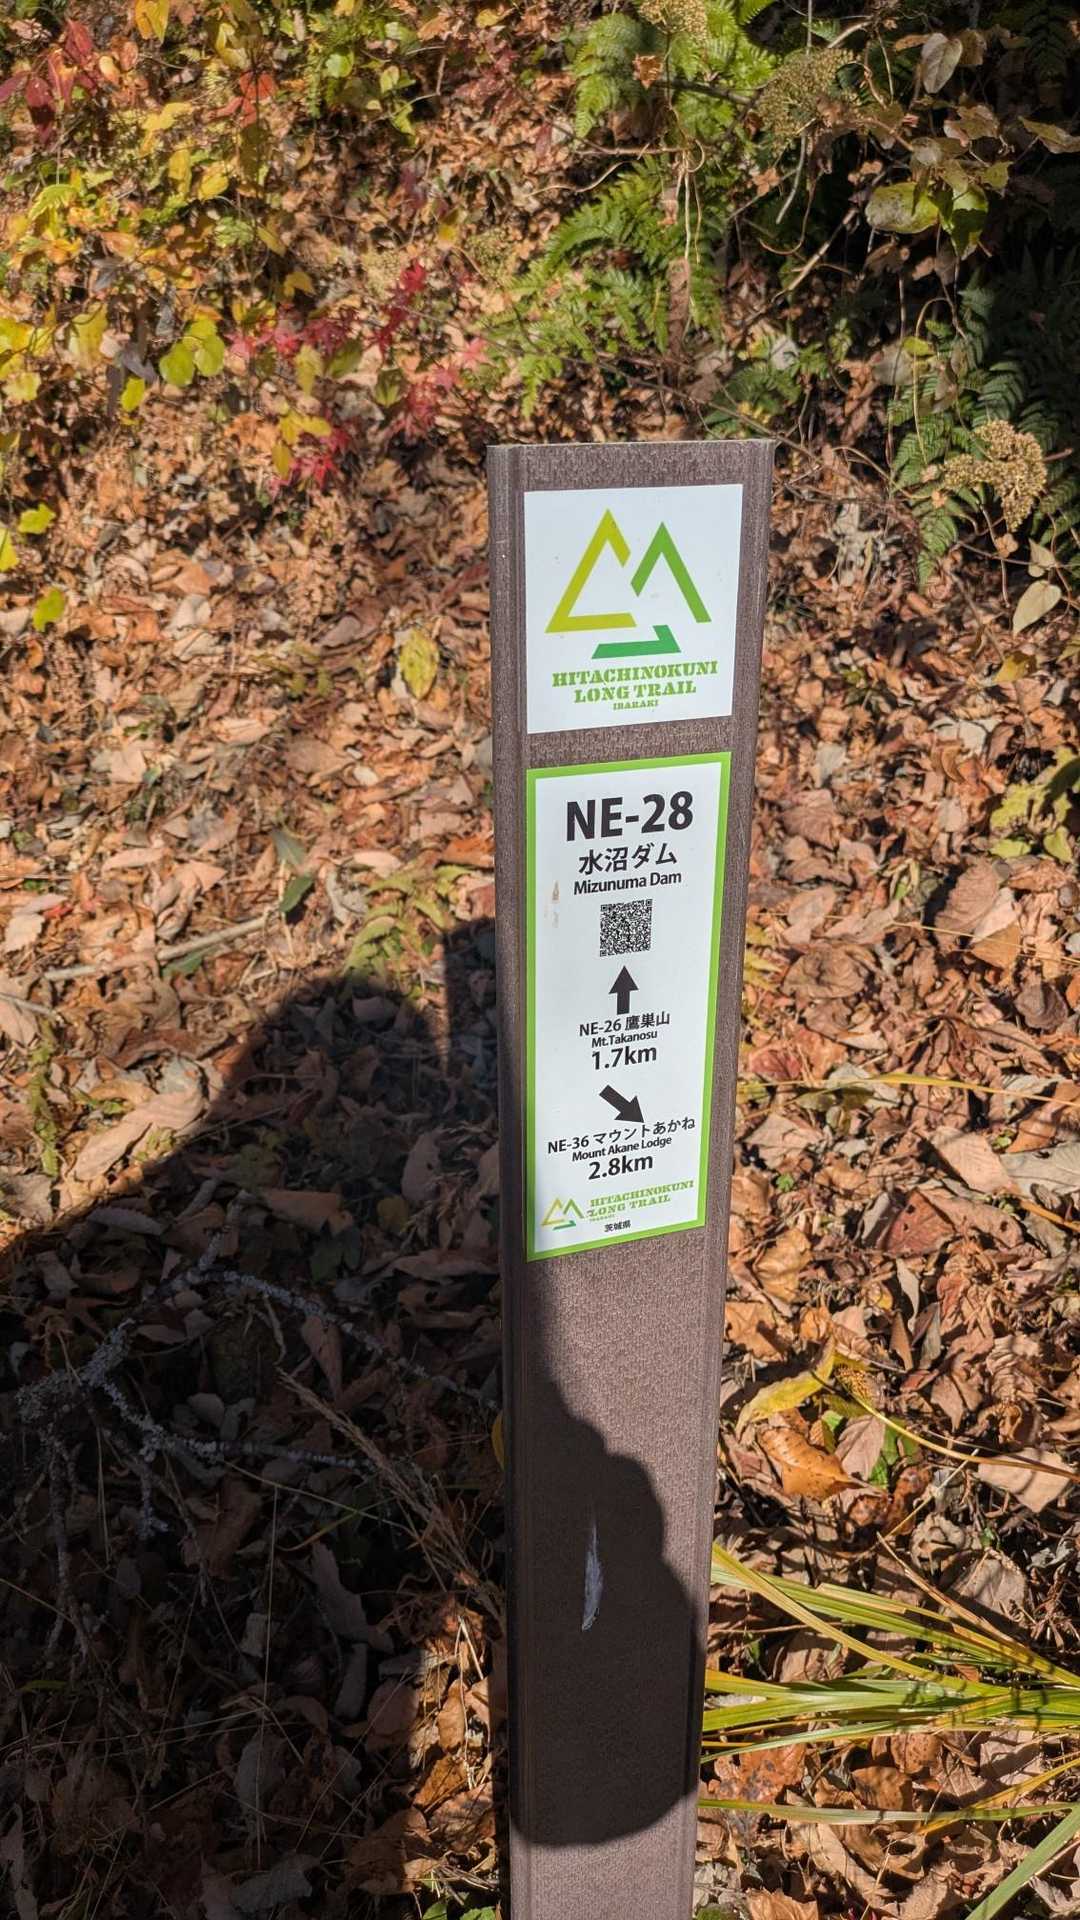 HITACHINOKUNI
LONG TRAIL
IBARAKI
NE-28
水沼ダム
Mizunuma Dam
NE-26 鷹巣山
Mt.Takanosu
1.7km
NE-36 マウントあかね
Mount Akane Lodge
2.8km
HITACHINOKUNI
LONG TRAIL
IBARAKI
茨城県